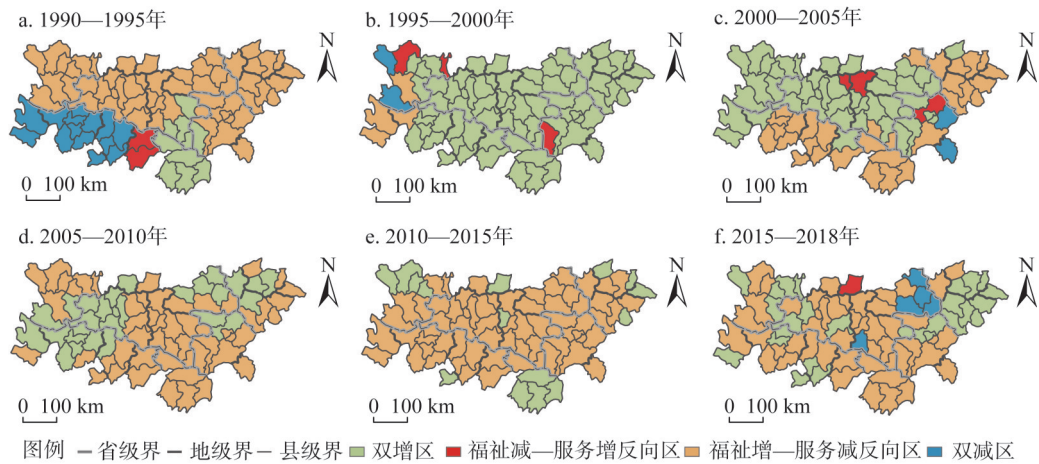 a. 1990—1995年
N
0 100 km
b. 1995—2000年
N
0 100 km
c. 2000—2005年
N
0 100 km
d. 2005—2010年
N
0 100 km
e. 2010—2015年
N
0 100 km
f. 2015—2018年
N
0 100 km
图例 省级界 地级界 县级界 双增区 福祉减—服务增反向区 福祉增—服务减反向区 双减区